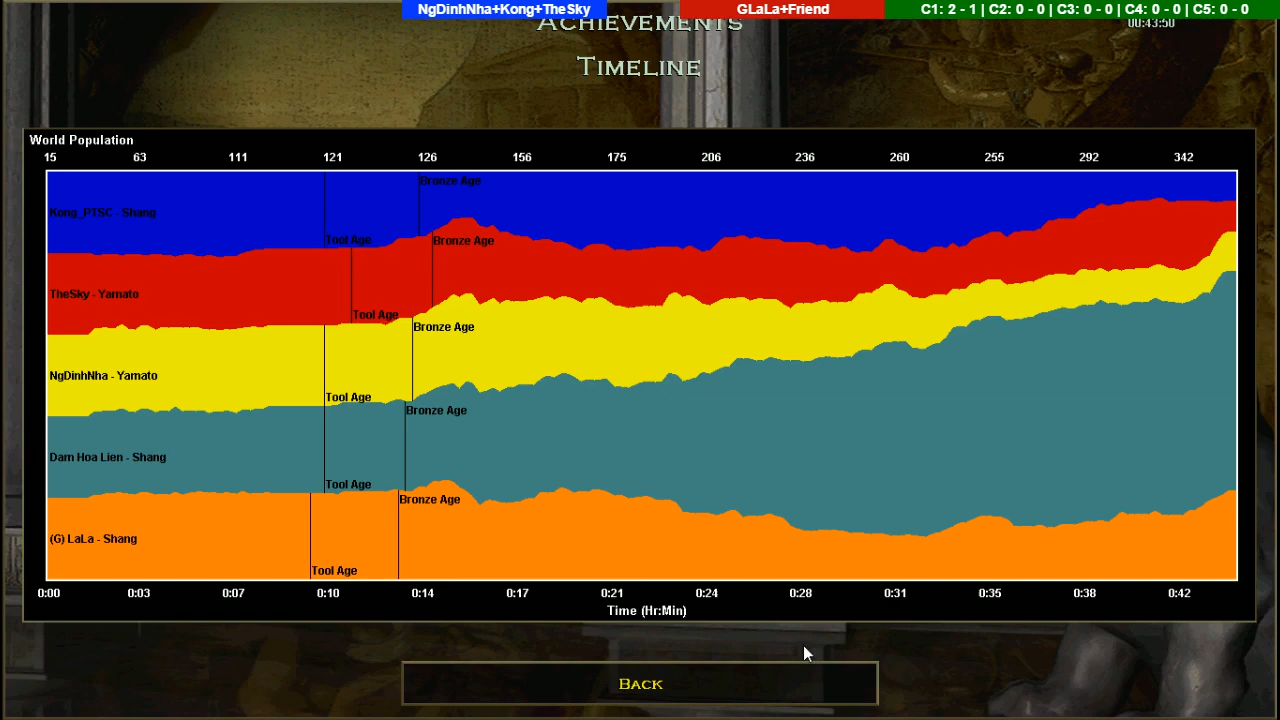 NgDinhNha+Kong+TheSky GLaLa+Friend C1: 2 - 1 | C2: 0 - 0 | C3: 0 - 0 | C4: 0 - 0 | C5: 0 - 0
Achievements
00:43:50
Timeline
World Population
15 63 111 121 126 156 175 206 236 260 255 292 342
Bronze Age
Kong_PTSC - Shang
Tool Age
Bronze Age
TheSky - Yamato
Tool Age
Bronze Age
NgDinhNha - Yamato
Tool Age
Bronze Age
Dam Hoa Lien - Shang
Tool Age
Bronze Age
(G) LaLa - Shang
Tool Age
0:00 0:03 0:07 0:10 0:14 0:17 0:21 0:24 0:28 0:31 0:35 0:38 0:42
Time (Hr:Min)
Back